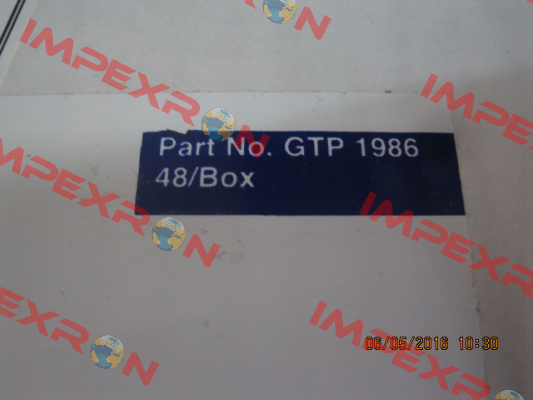 IMPEXRON
IMPEXRON
Part No. GTP 1986
48/Box
IMPEXRON
IMPEXRON
IMPEXRON
IMPEXRON
06/05/2016 10:30